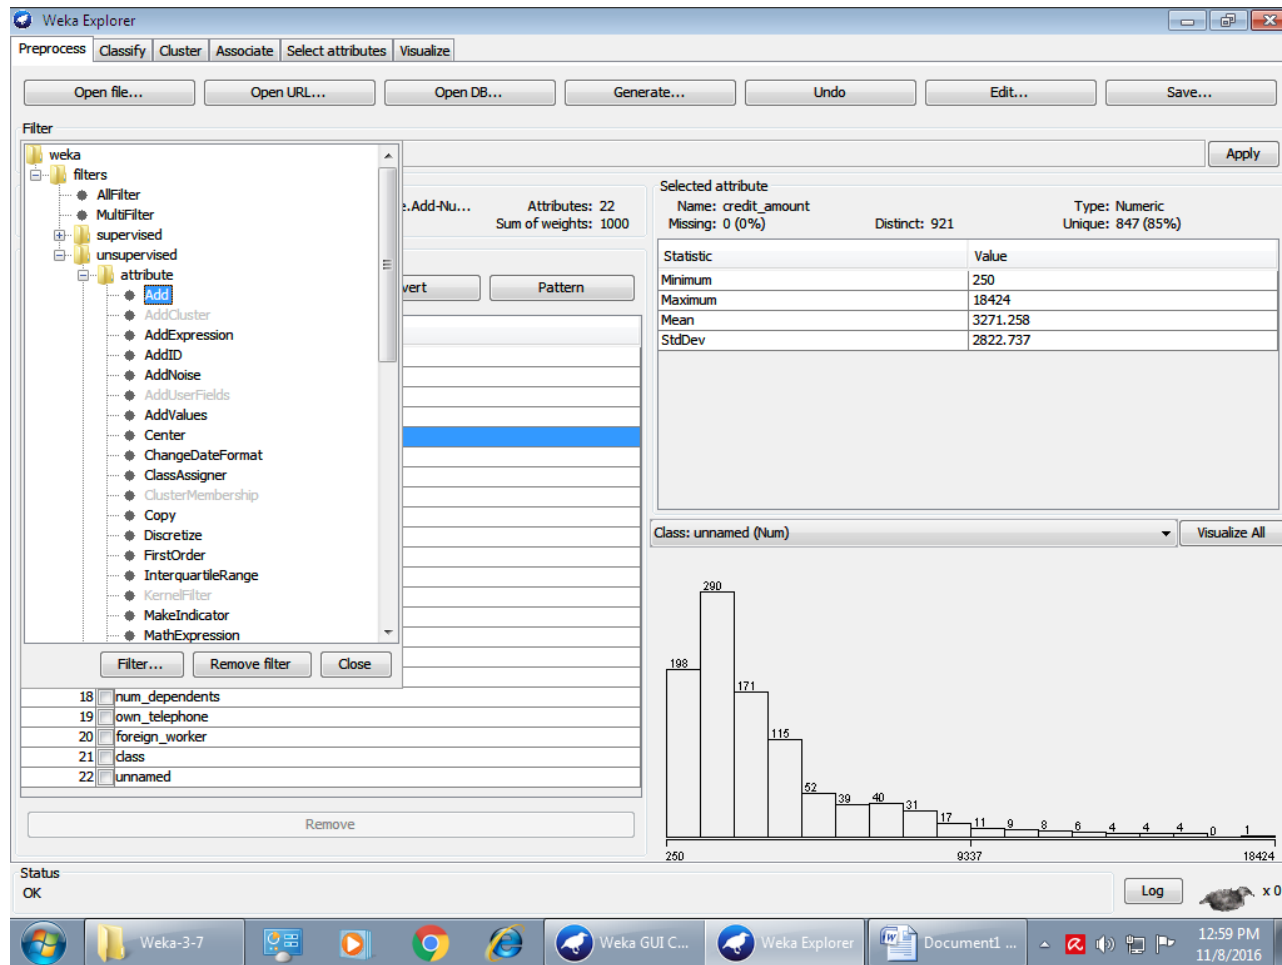 Weka Explorer
Preprocess Classify Cluster Associate Select attributes Visualize
Open file... Open URL... Open DB... Generate... Undo Edit... Save...
Filter
weka
filters
AllFilter
MultiFilter
supervised
unsupervised
attribute
Add
AddCluster
AddExpression
AddID
AddNoise
AddUserFields
AddValues
Center
ChangeDateFormat
ClassAssigner
ClusterMembership
Copy
Discretize
FirstOrder
InterquartileRange
KernelFilter
MakeIndicator
MathExpression
Filter... Remove filter Close
Apply
e.Add-Nu... Attributes: 22
Sum of weights: 1000
vert Pattern
18 num_dependents
19 own_telephone
20 foreign_worker
21 class
22 unnamed
Remove
Selected attribute
Name: credit_amount Type: Numeric
Missing: 0 (0%) Distinct: 921 Unique: 847 (85%)
Statistic Value
Minimum 250
Maximum 18424
Mean 3271.258
StdDev 2822.737
Class: unnamed (Num) Visualize All
198 290 171 115 52 39 40 31 17 11 9 8 6 4 4 4 0 1
250 9337 18424
Status
OK
Log x 0
Weka-3-7 Weka GUI C... Weka Explorer Document1 ... 12:59 PM
11/8/2016